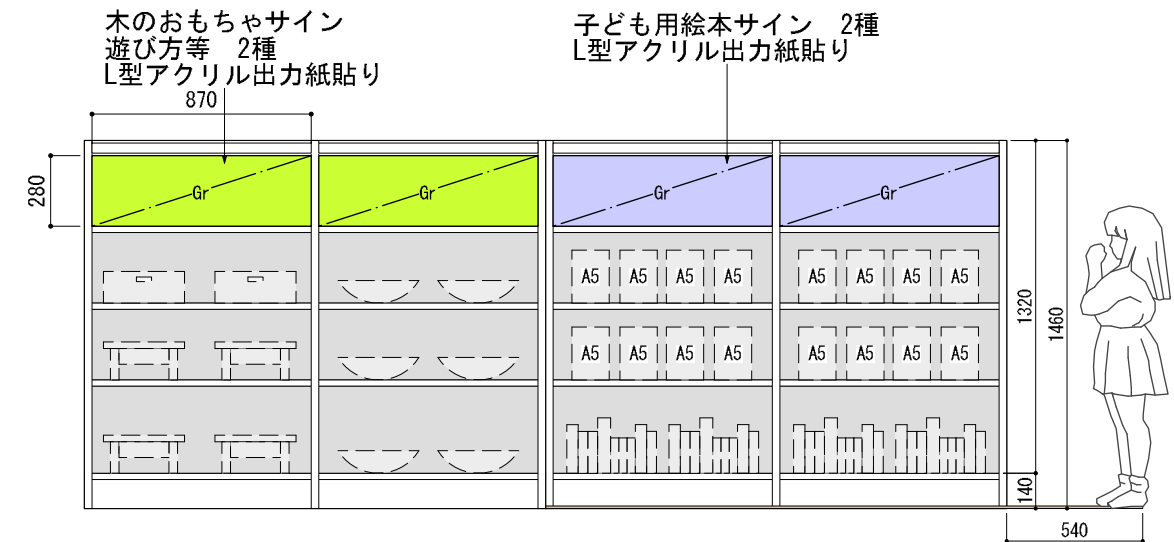 木のおもちゃサイン
遊び方等　2種
L型アクリル出力紙貼り
子ども用絵本サイン　2種
L型アクリル出力紙貼り
870
280
Gr
Gr
Gr
Gr
A5 A5 A5 A5 A5 A5 A5 A5
A5 A5 A5 A5 A5 A5 A5 A5
1320
1460
140
540